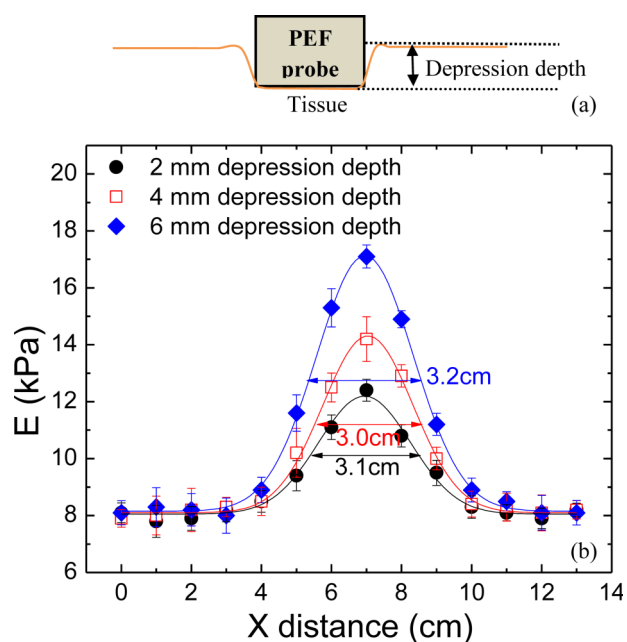 PEF
probe
Depression depth
Tissue
(a)
2 mm depression depth
4 mm depression depth
6 mm depression depth
20
18
16
14
12
10
8
6
E (kPa)
3.2cm
3.0cm
3.1cm
(b)
0 2 4 6 8 10 12 14
X distance (cm)